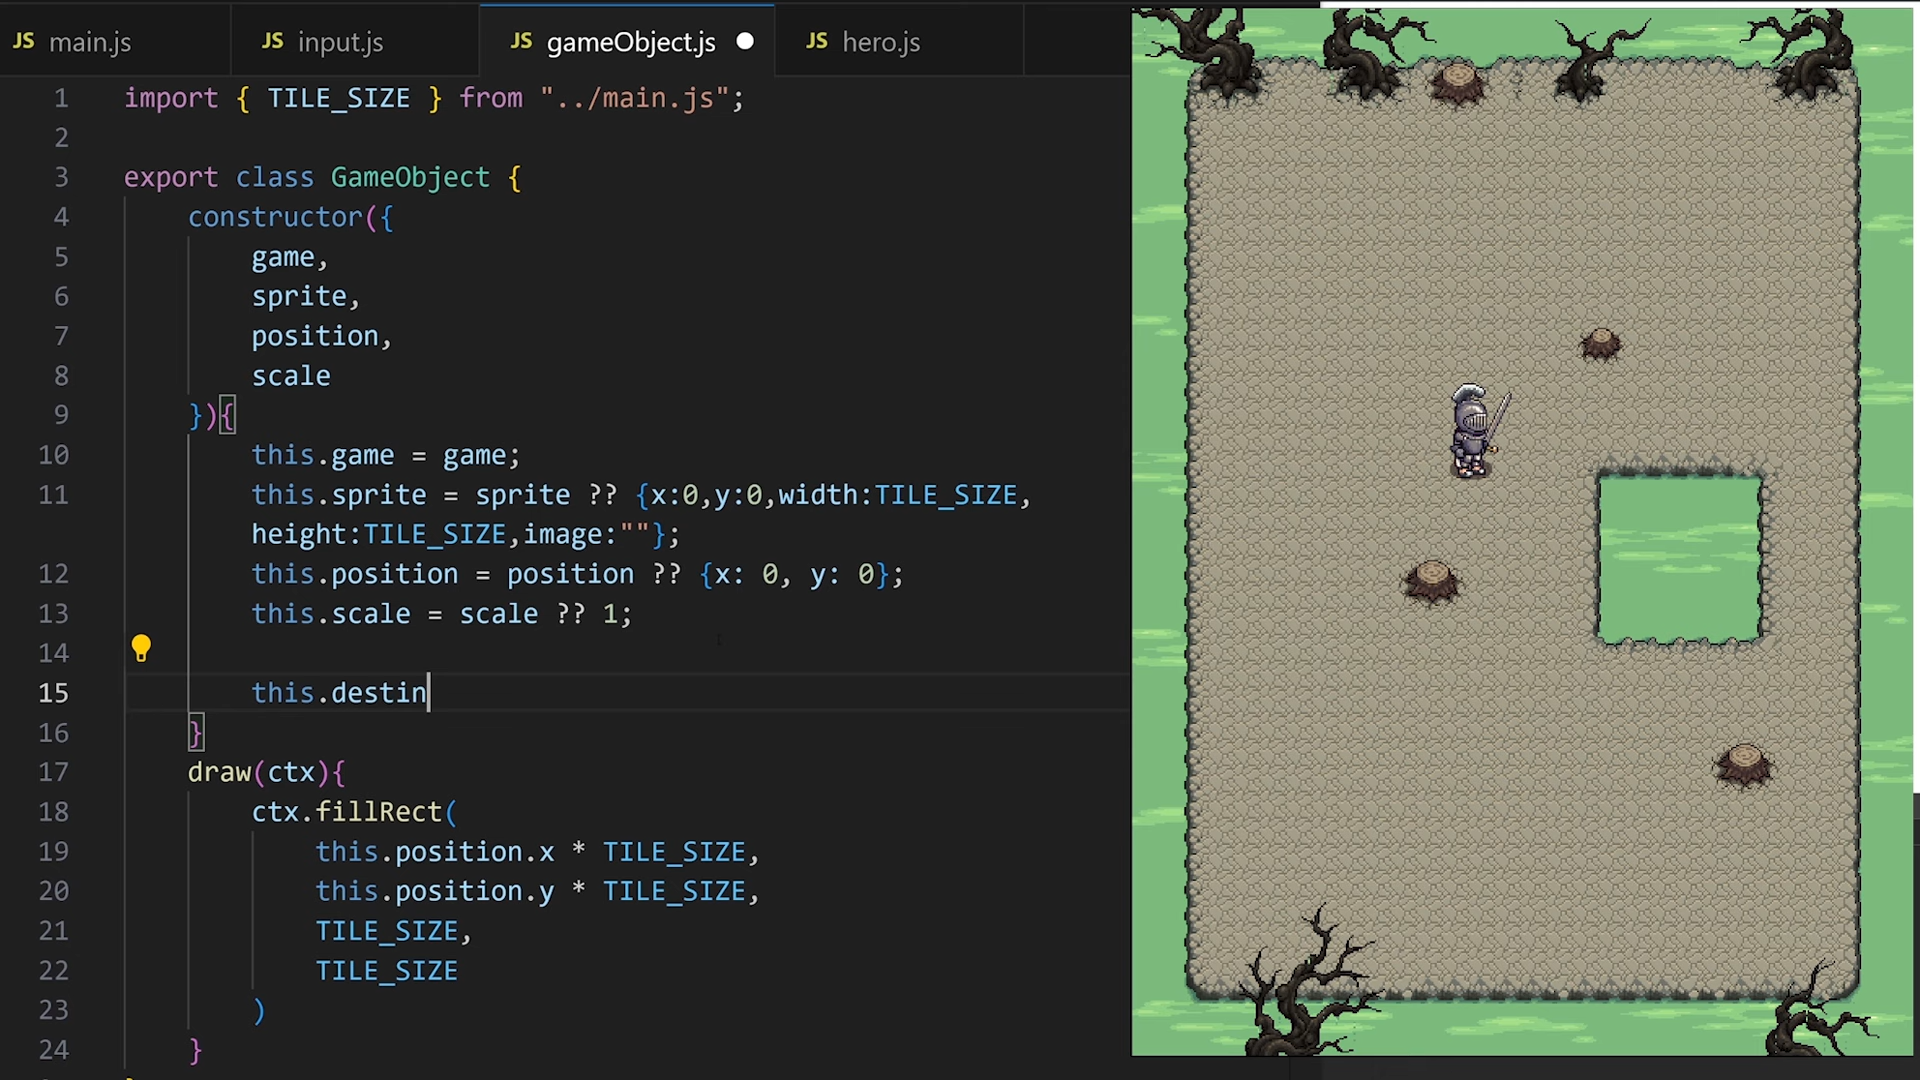 JS main.js JS input.js JS gameObject.js JS hero.js
1 import { TILE_SIZE } from "../main.js";
2
3 export class GameObject {
4 constructor({
5 game,
6 sprite,
7 position,
8 scale
9 }){
10 this.game = game;
11 this.sprite = sprite ?? {x:0,y:0,width:TILE_SIZE,
height:TILE_SIZE,image:""};
12 this.position = position ?? {x: 0, y: 0};
13 this.scale = scale ?? 1;
14
15 this.destin
16 }
17 draw(ctx){
18 ctx.fillRect(
19 this.position.x * TILE_SIZE,
20 this.position.y * TILE_SIZE,
21 TILE_SIZE,
22 TILE_SIZE
23 )
24 }